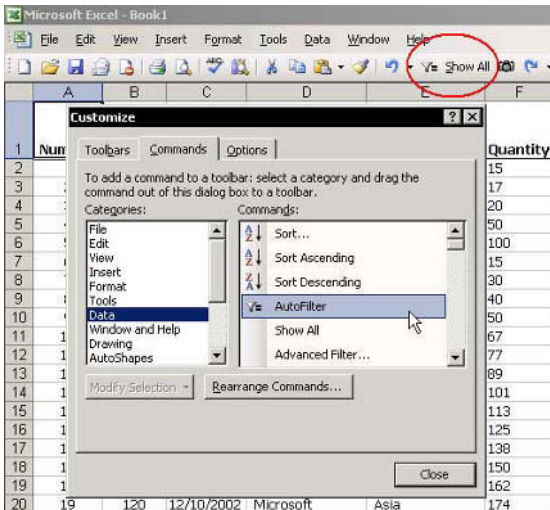 Microsoft Excel - Book1
File Edit View Insert Format Tools Data Window Help
Show All
A B C D E F
Customize
1 Num Quantity
Toolbars Commands Options
2 15
To add a command to a toolbar: select a category and drag the
3 17
command out of this dialog box to a toolbar.
4 20
Categories: Commands:
5 50
File Sort...
6 100
Edit
7 15
View Sort Ascending
Insert
8 30
Format Sort Descending
9 40
Tools AutoFilter
10 50
Data
11 67
Window and Help Show All
12 77
Drawing
AutoShapes Advanced Filter...
13 89
14 101
Modify Selection Rearrange Commands...
15 113
16 125
17 138
18 150
Close
19 162
20 19 120 12/10/2002 Microsoft Asia 174